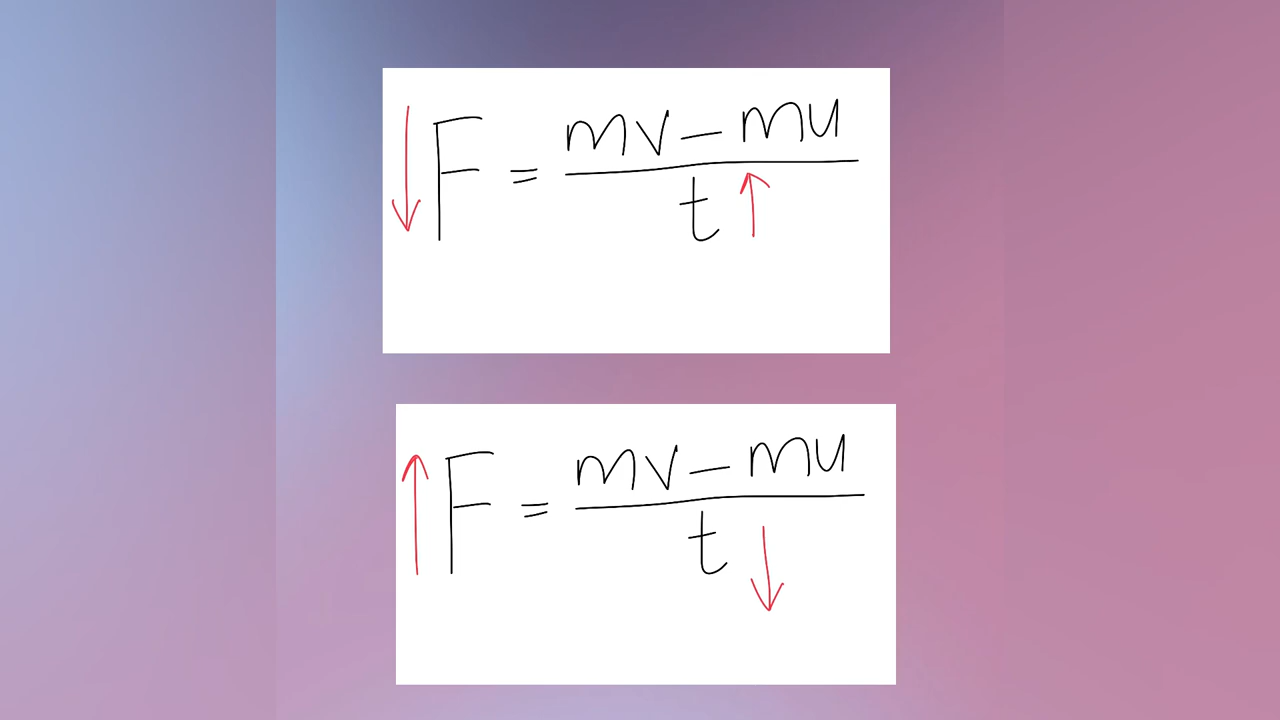 ↓ F = mv – mu
t ↑
↑ F = mv – mu
t ↓